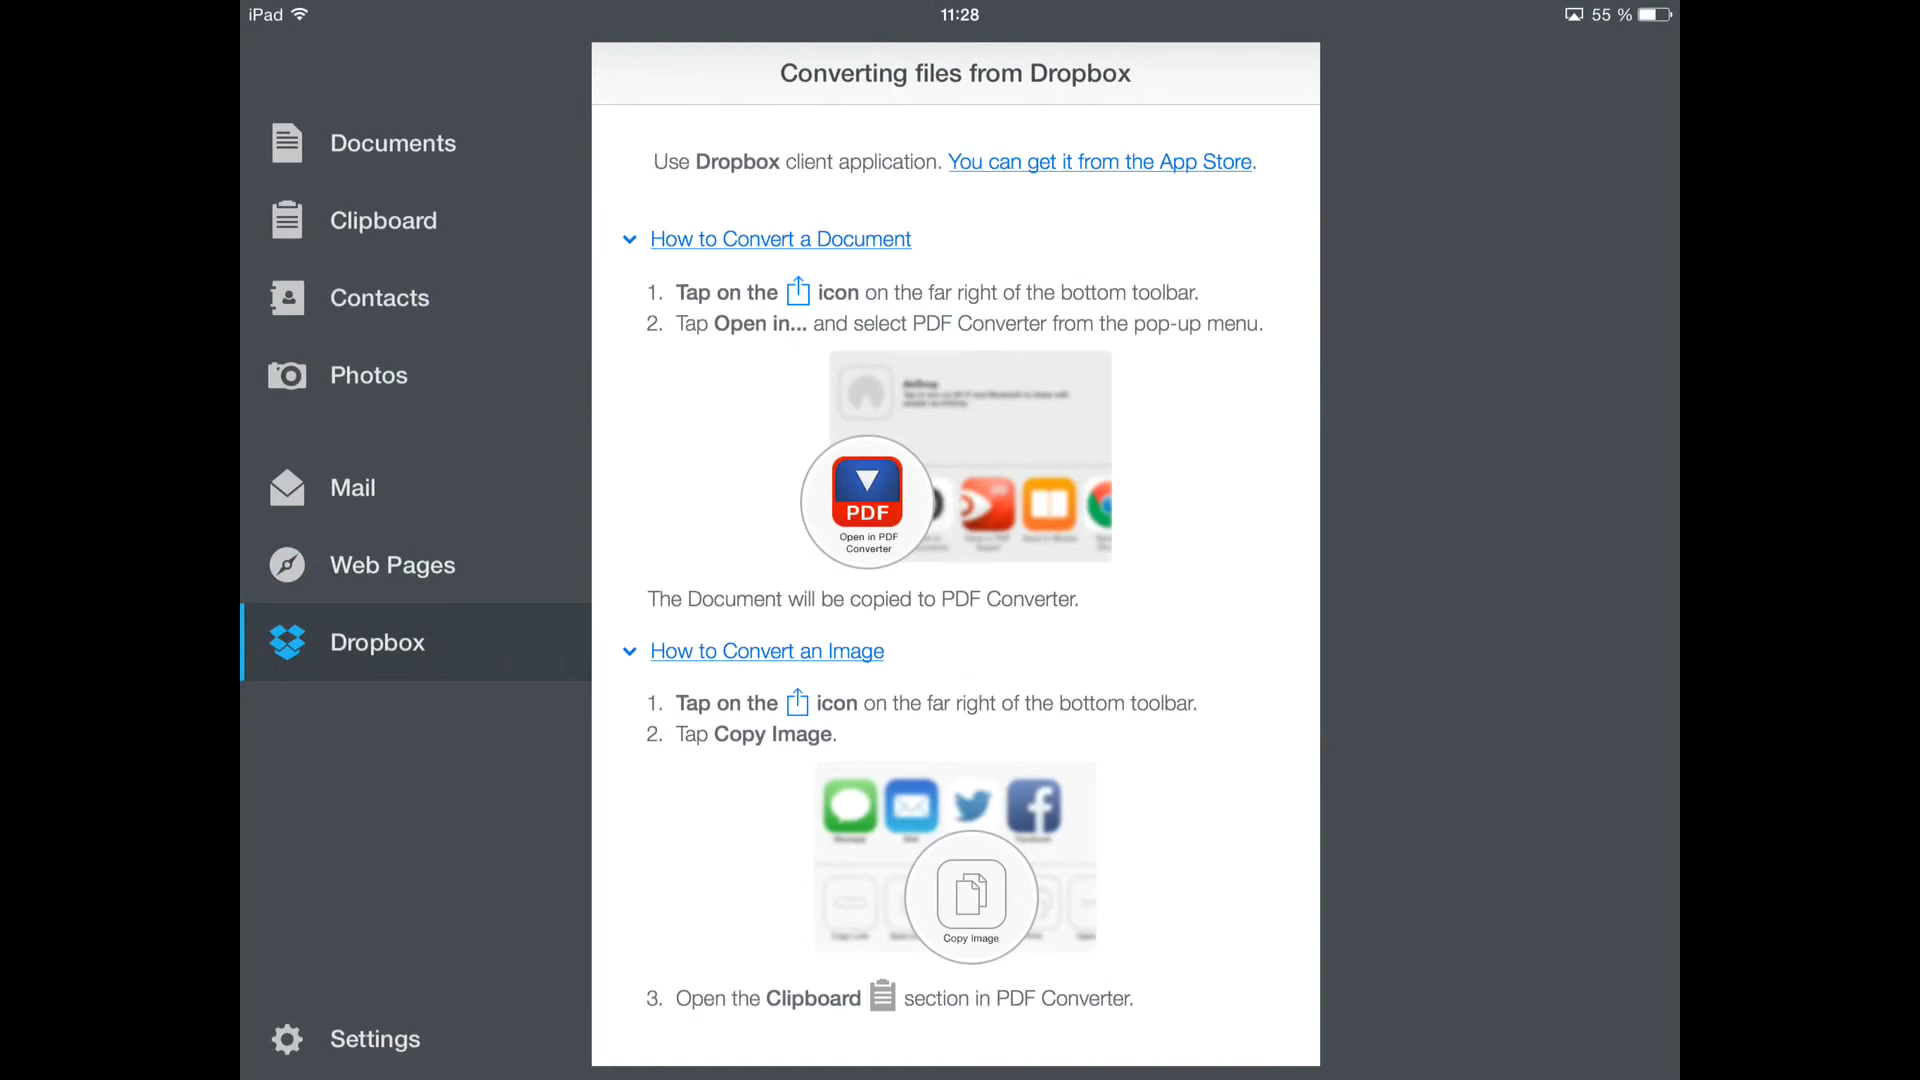 iPad 11:28 55 %
Converting files from Dropbox
Documents
Clipboard
Contacts
Photos
Mail
Web Pages
Dropbox
Settings
Use Dropbox client application. You can get it from the App Store.
How to Convert a Document
1. Tap on the icon on the far right of the bottom toolbar.
2. Tap Open in... and select PDF Converter from the pop-up menu.
AirDrop
PDF
Open in PDF
Converter
The Document will be copied to PDF Converter.
How to Convert an Image
1. Tap on the icon on the far right of the bottom toolbar.
2. Tap Copy Image.
Copy Image
3. Open the Clipboard section in PDF Converter.